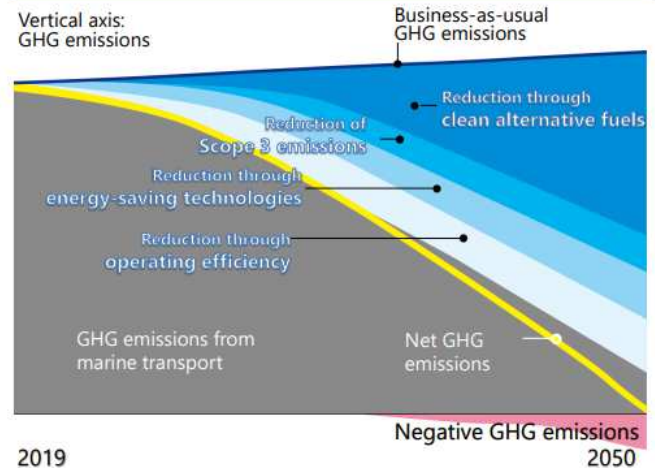 Vertical axis:
GHG emissions
Business-as-usual
GHG emissions
Reduction through
clean alternative fuels
Reduction of
Scope 3 emissions
Reduction through
energy-saving technologies
Reduction through
operating efficiency
GHG emissions from
marine transport
Net GHG
emissions
Negative GHG emissions
2019
2050